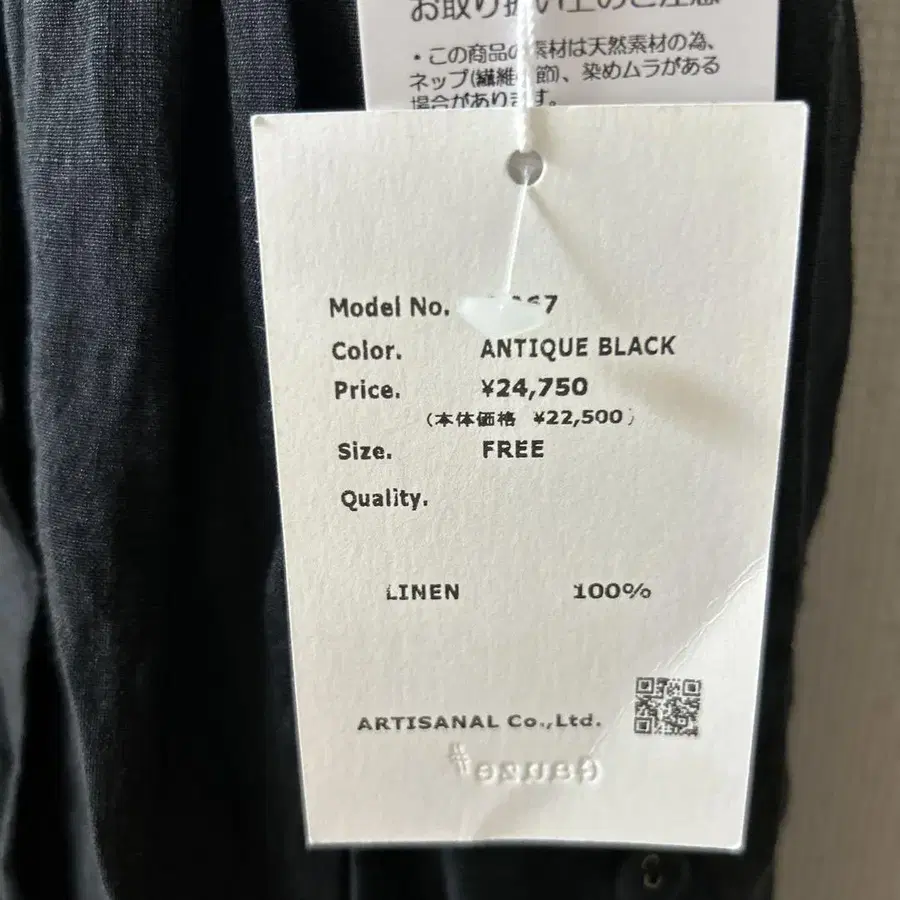 お取り扱い上のご注意
・この商品の素材は天然素材の為、
ネップ(繊維の節)、染めムラがある
場合があります。
Model No.
Color. ANTIQUE BLACK
Price. ¥24,750
(本体価格 ¥22,500)
Size. FREE
Quality.
LINEN 100%
ARTISANAL Co.,Ltd.
Gauze#